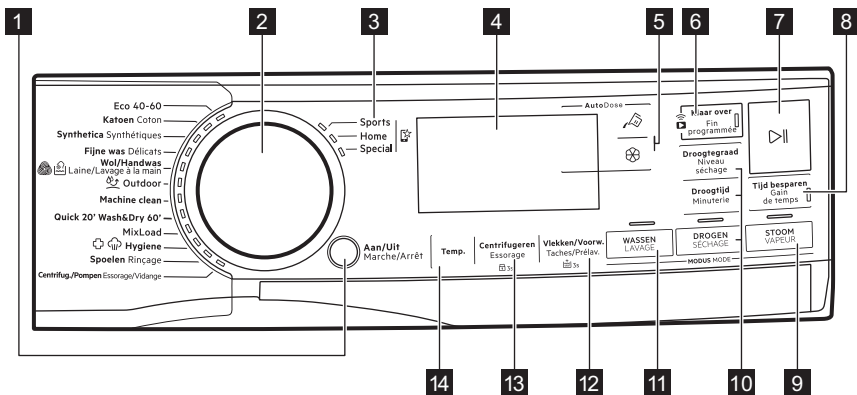 1
2
3
4
5
6
7
8
Eco 40-60
Katoen Coton
Synthetica Synthétiques
Fijne was Délicats
Wol/Handwas
Laine/Lavage à la main
Outdoor
Machine clean
Quick 20' Wash&Dry 60'
MixLoad
Hygiene
Spoelen Rinçage
Centrifug./Pompen Essorage/Vidange
Sports
Home
Special
Aan/Uit
Marche/Arrêt
AutoDose
Klaar over
Fin
programmée
Droogtegraad
Niveau
séchage
Droogtijd
Minuterie
Tijd besparen
Gain
de temps
Temp.
Centrifugeren
Essorage
3s
Vlekken/Voorw.
Taches/Prélav.
3s
WASSEN
LAVAGE
DROGEN
SÉCHAGE
STOOM
VAPEUR
MODUS MODE
14
13
12
11
10
9